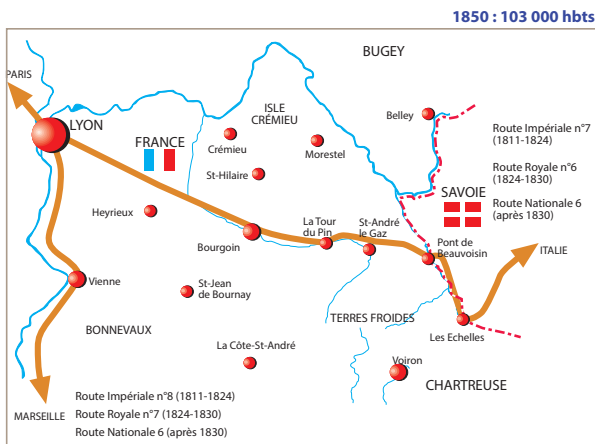 1850 : 103 000 hbts
BUGEY
PARIS
ISLE
CRÉMIEU
Belley
LYON
Route Impériale n°7
(1811-1824)
FRANCE
Crémieu
Morestel
Route Royale n°6
(1824-1830)
St-Hilaire
SAVOIE
Route Nationale 6
(après 1830)
Heyrieux
La Tour
du Pin
St-André
le Gaz
Bourgoin
Pont de
Beauvoisin
ITALIE
Vienne
St-Jean
de Bournay
TERRES FROIDES
BONNEVAUX
Les Echelles
La Côte-St-André
Voiron
CHARTREUSE
Route Impériale n°8 (1811-1824)
MARSEILLE
Route Royale n°7 (1824-1830)
Route Nationale 6 (après 1830)